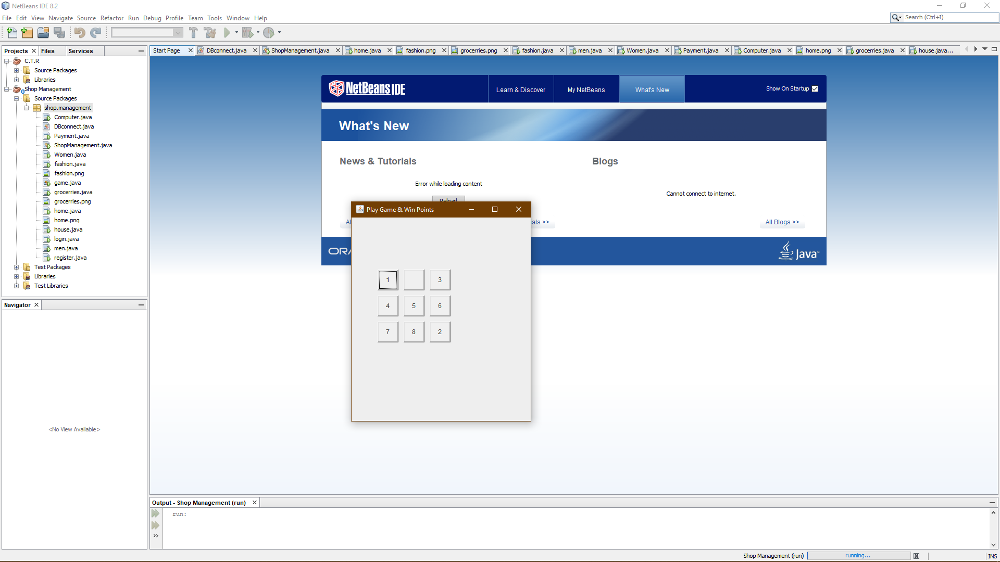 NetBeans IDE 8.2
File Edit View Navigate Source Refactor Run Debug Profile Team Tools Window Help
Search (Ctrl+I)
Projects Files Services
Start Page DBconnect.java ShopManagement.java home.java fashion.png grocerries.png fashion.java men.java Women.java Payment.java Computer.java home.png grocerries.java house.java...
C.T.R
Source Packages
Libraries
Shop Management
Source Packages
shop.management
Computer.java
DBconnect.java
Payment.java
ShopManagement.java
Women.java
fashion.java
fashion.png
game.java
grocerries.java
grocerries.png
home.java
home.png
house.java
login.java
men.java
register.java
Test Packages
Libraries
Test Libraries
Navigator
<No View Available>
NetBeans IDE
Learn & Discover My NetBeans What's New
Show On Startup
What's New
News & Tutorials
Blogs
Error while loading content
Reload
Cannot connect to internet.
Al
als >>
All Blogs >>
ORA
Java™
Play Game & Win Points
1 3
4 5 6
7 8 2
Output - Shop Management (run)
run:
>>
Shop Management (run) running...
INS